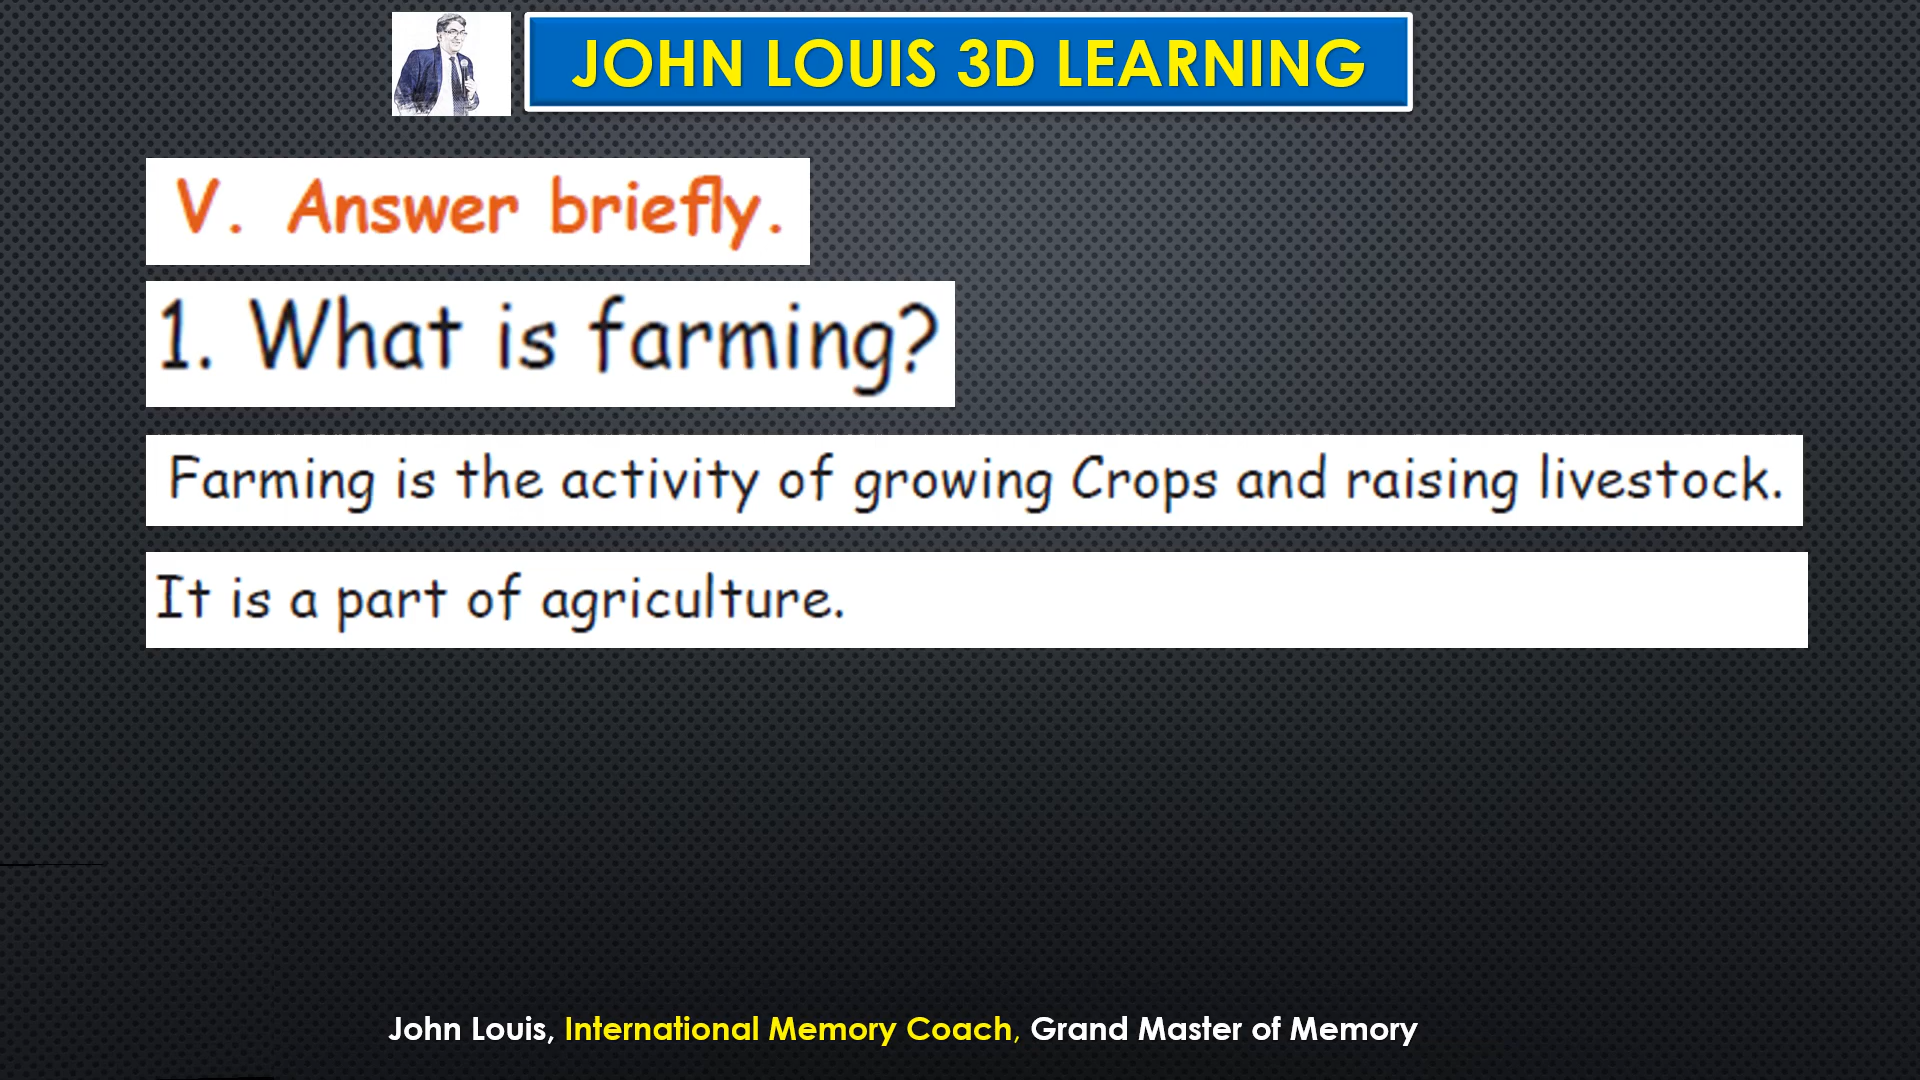 JOHN LOUIS 3D LEARNING
V. Answer briefly.
1. What is farming?
Farming is the activity of growing Crops and raising livestock.
It is a part of agriculture.
John Louis, International Memory Coach, Grand Master of Memory